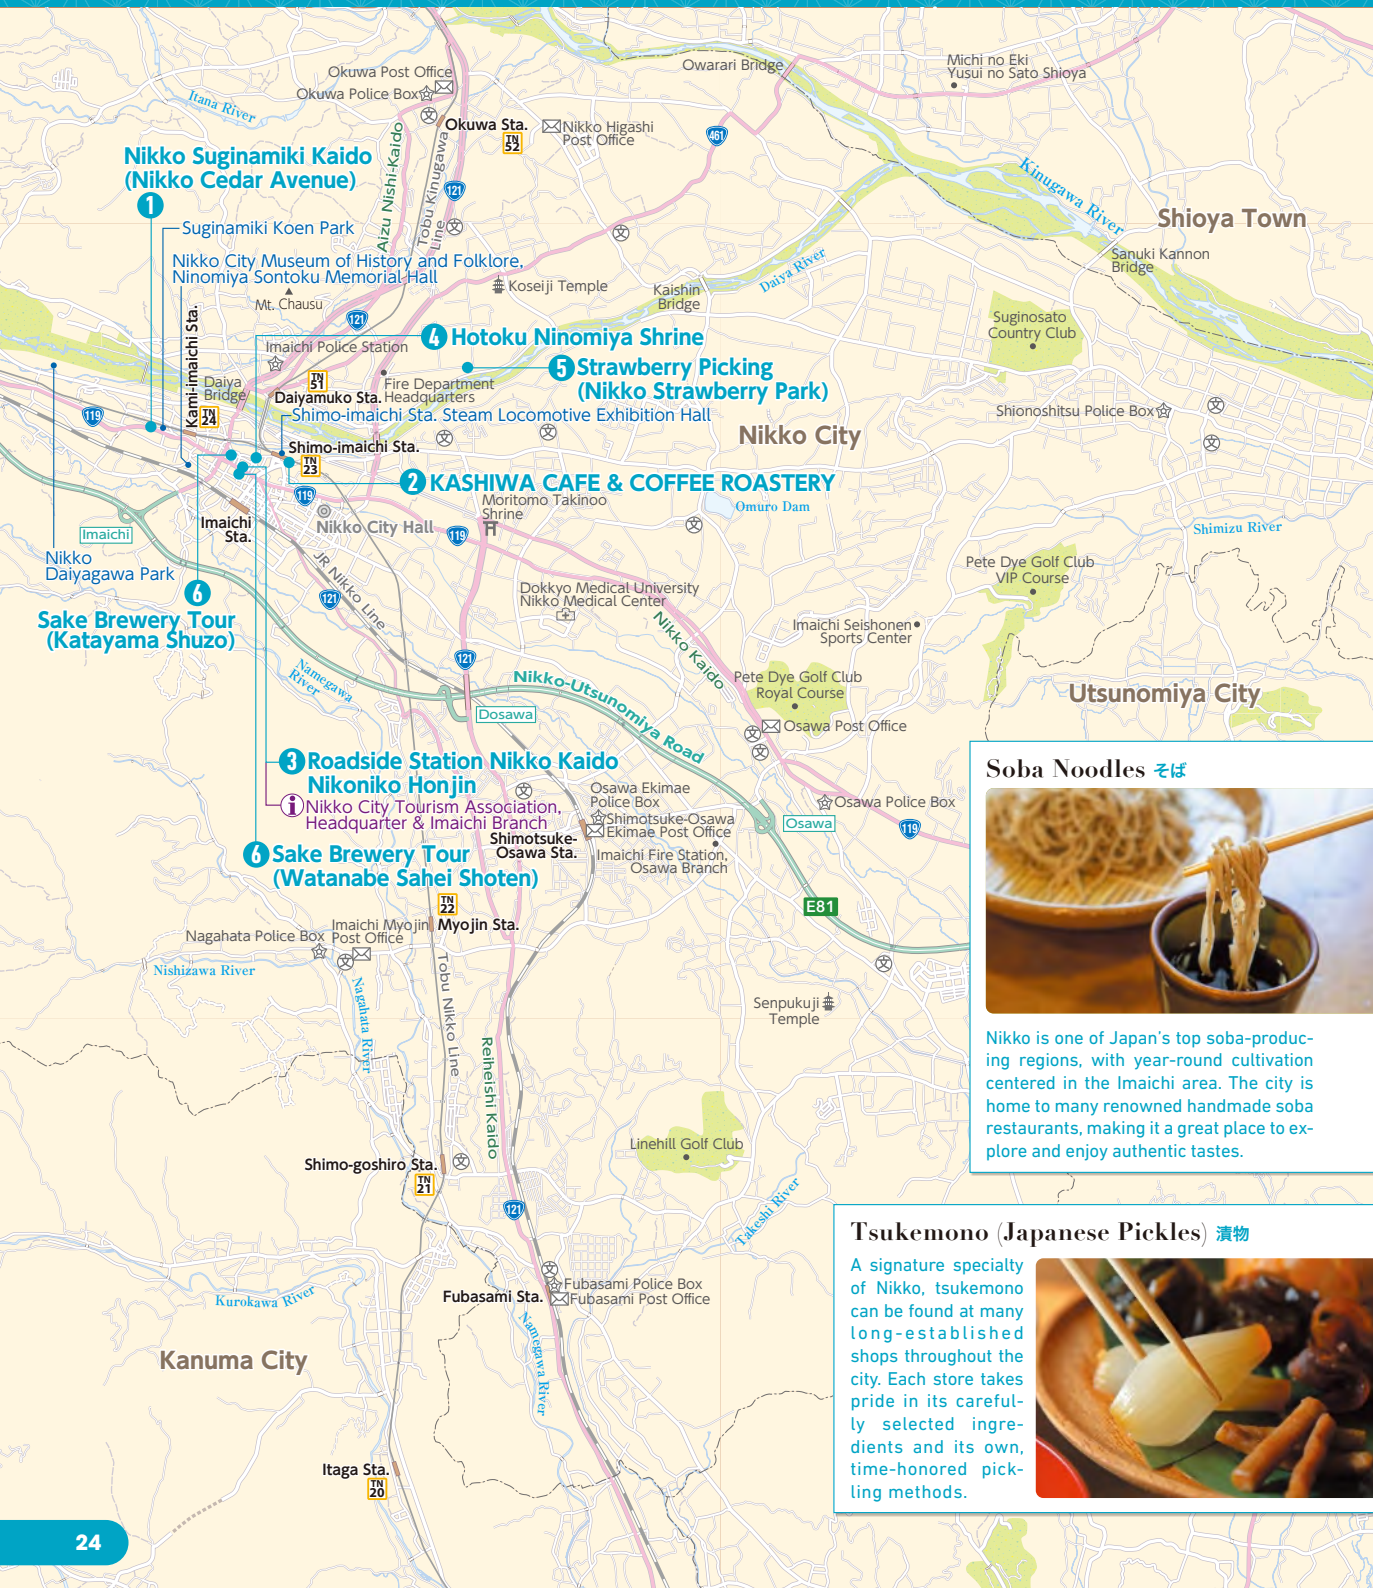 Okuwa Post Office
Okuwa Police Box
Itana River
Okuwa Sta.
TN
52
Nikko Higashi
Post Office
Owarari Bridge
Michi no Eki
Yusui no Sato Shioya
461
Nikko Suginamiki Kaido
(Nikko Cedar Avenue)
1
Aizu Nishi-Kaido
Tobu Kinugawa
Line
121
Kinugawa River
Shioya Town
Suginamiki Koen Park
Nikko City Museum of History and Folklore,
Ninomiya Sontoku Memorial Hall
Mt. Chausu
Koseiji Temple
Kaishin
Bridge
Daiya River
Sanuki Kannon
Bridge
121
Kami-imaichi Sta.
Imaichi Police Station
4 Hotoku Ninomiya Shrine
Suginosato
Country Club
5 Strawberry Picking
(Nikko Strawberry Park)
Daiya
Bridge
TN
51
Daiyamuko Sta.
Fire Department
Headquarters
TN
24
119
Shimo-imaichi Sta. Steam Locomotive Exhibition Hall
Shionoshitsu Police Box
Nikko City
Shimo-imaichi Sta.
TN
23
2 KASHIWA CAFE & COFFEE ROASTERY
119
Moritomo Takinoo
Shrine
Omuro Dam
Imaichi
Sta.
Nikko City Hall
119
Shimizu River
Imaichi
Nikko
Daiyagawa Park
JR Nikko Line
Pete Dye Golf Club
VIP Course
6
Sake Brewery Tour
(Katayama Shuzo)
121
Dokkyo Medical University
Nikko Medical Center
Nikko Kaido
Imaichi Seishonen
Sports Center
121
Namegawa
River
Nikko-Utsunomiya Road
Pete Dye Golf Club
Royal Course
Utsunomiya City
Dosawa
Osawa Post Office
3 Roadside Station Nikko Kaido
Nikoniko Honjin
i Nikko City Tourism Association,
Headquarter & Imaichi Branch
Osawa Ekimae
Police Box
Shimotsuke-Osawa
Ekimae Post Office
Shimotsuke-
Osawa Sta.
Imaichi Fire Station,
Osawa Branch
Osawa Police Box
Osawa
119
6 Sake Brewery Tour
(Watanabe Sahei Shoten)
E81
TN
22
Myojin Sta.
Imaichi Myojin
Post Office
Nagahata Police Box
Nishizawa River
Nagahata River
Tobu Nikko Line
Reiheishi Kaido
Senpukuji
Temple
Soba Noodles そば
Nikko is one of Japan's top soba-produc-
ing regions, with year-round cultivation
centered in the Imaichi area. The city is
home to many renowned handmade soba
restaurants, making it a great place to ex-
plore and enjoy authentic tastes.
Linehill Golf Club
Shimo-goshiro Sta.
TN
21
121
Takeshi River
Tsukemono (Japanese Pickles) 漬物
A signature specialty
of Nikko, tsukemono
can be found at many
long-established
shops throughout the
city. Each store takes
pride in its careful-
ly selected ingre-
dients and its own,
time-honored pick-
ling methods.
Kurokawa River
Fubasami Sta.
Fubasami Police Box
Fubasami Post Office
Namegawa River
Kanuma City
Itaga Sta.
TN
20
24